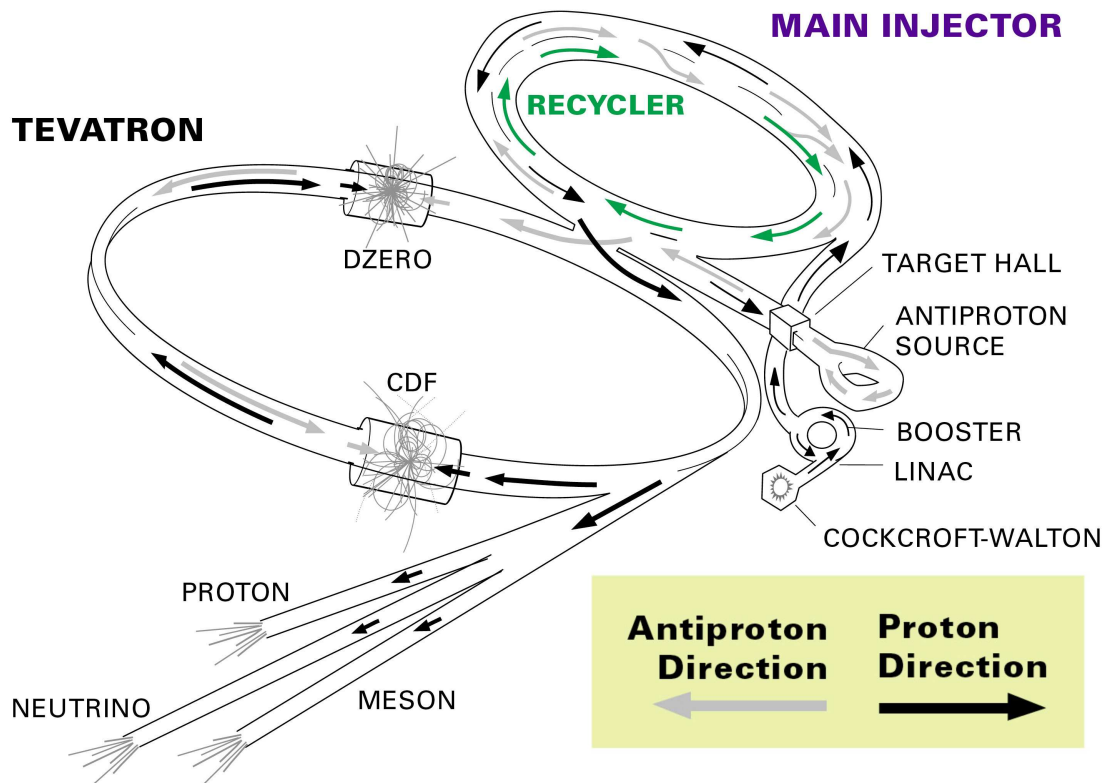 MAIN INJECTOR
RECYCLER
TEVATRON
DZERO
TARGET HALL
ANTIPROTON
SOURCE
CDF
BOOSTER
LINAC
COCKCROFT-WALTON
PROTON
NEUTRINO
MESON
Antiproton
Direction
Proton
Direction